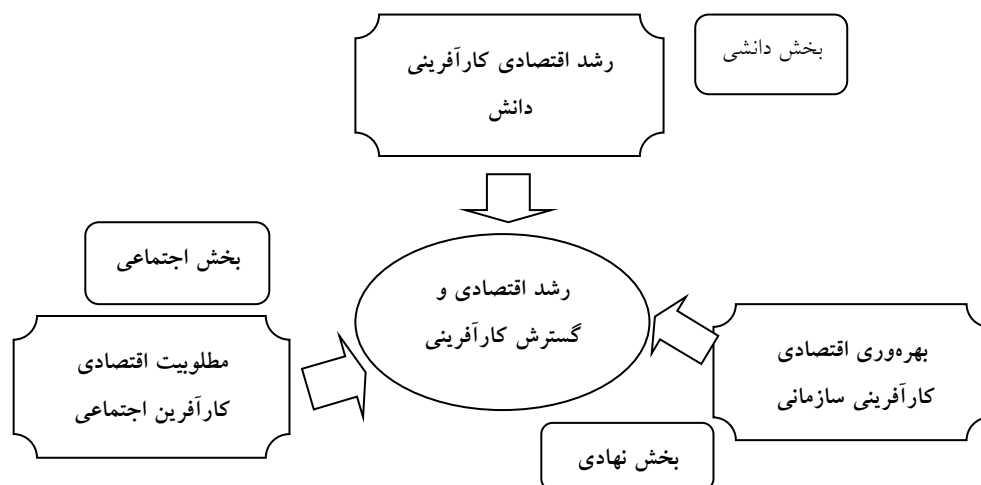 بخش دانشی
رشد اقتصادی کارآفرینی
دانش
بخش اجتماعی
رشد اقتصادی و
گسترش کارآفرینی
بهره‌وری اقتصادی
کارآفرینی سازمانی
مطلوبیت اقتصادی
کارآفرین اجتماعی
بخش نهادی